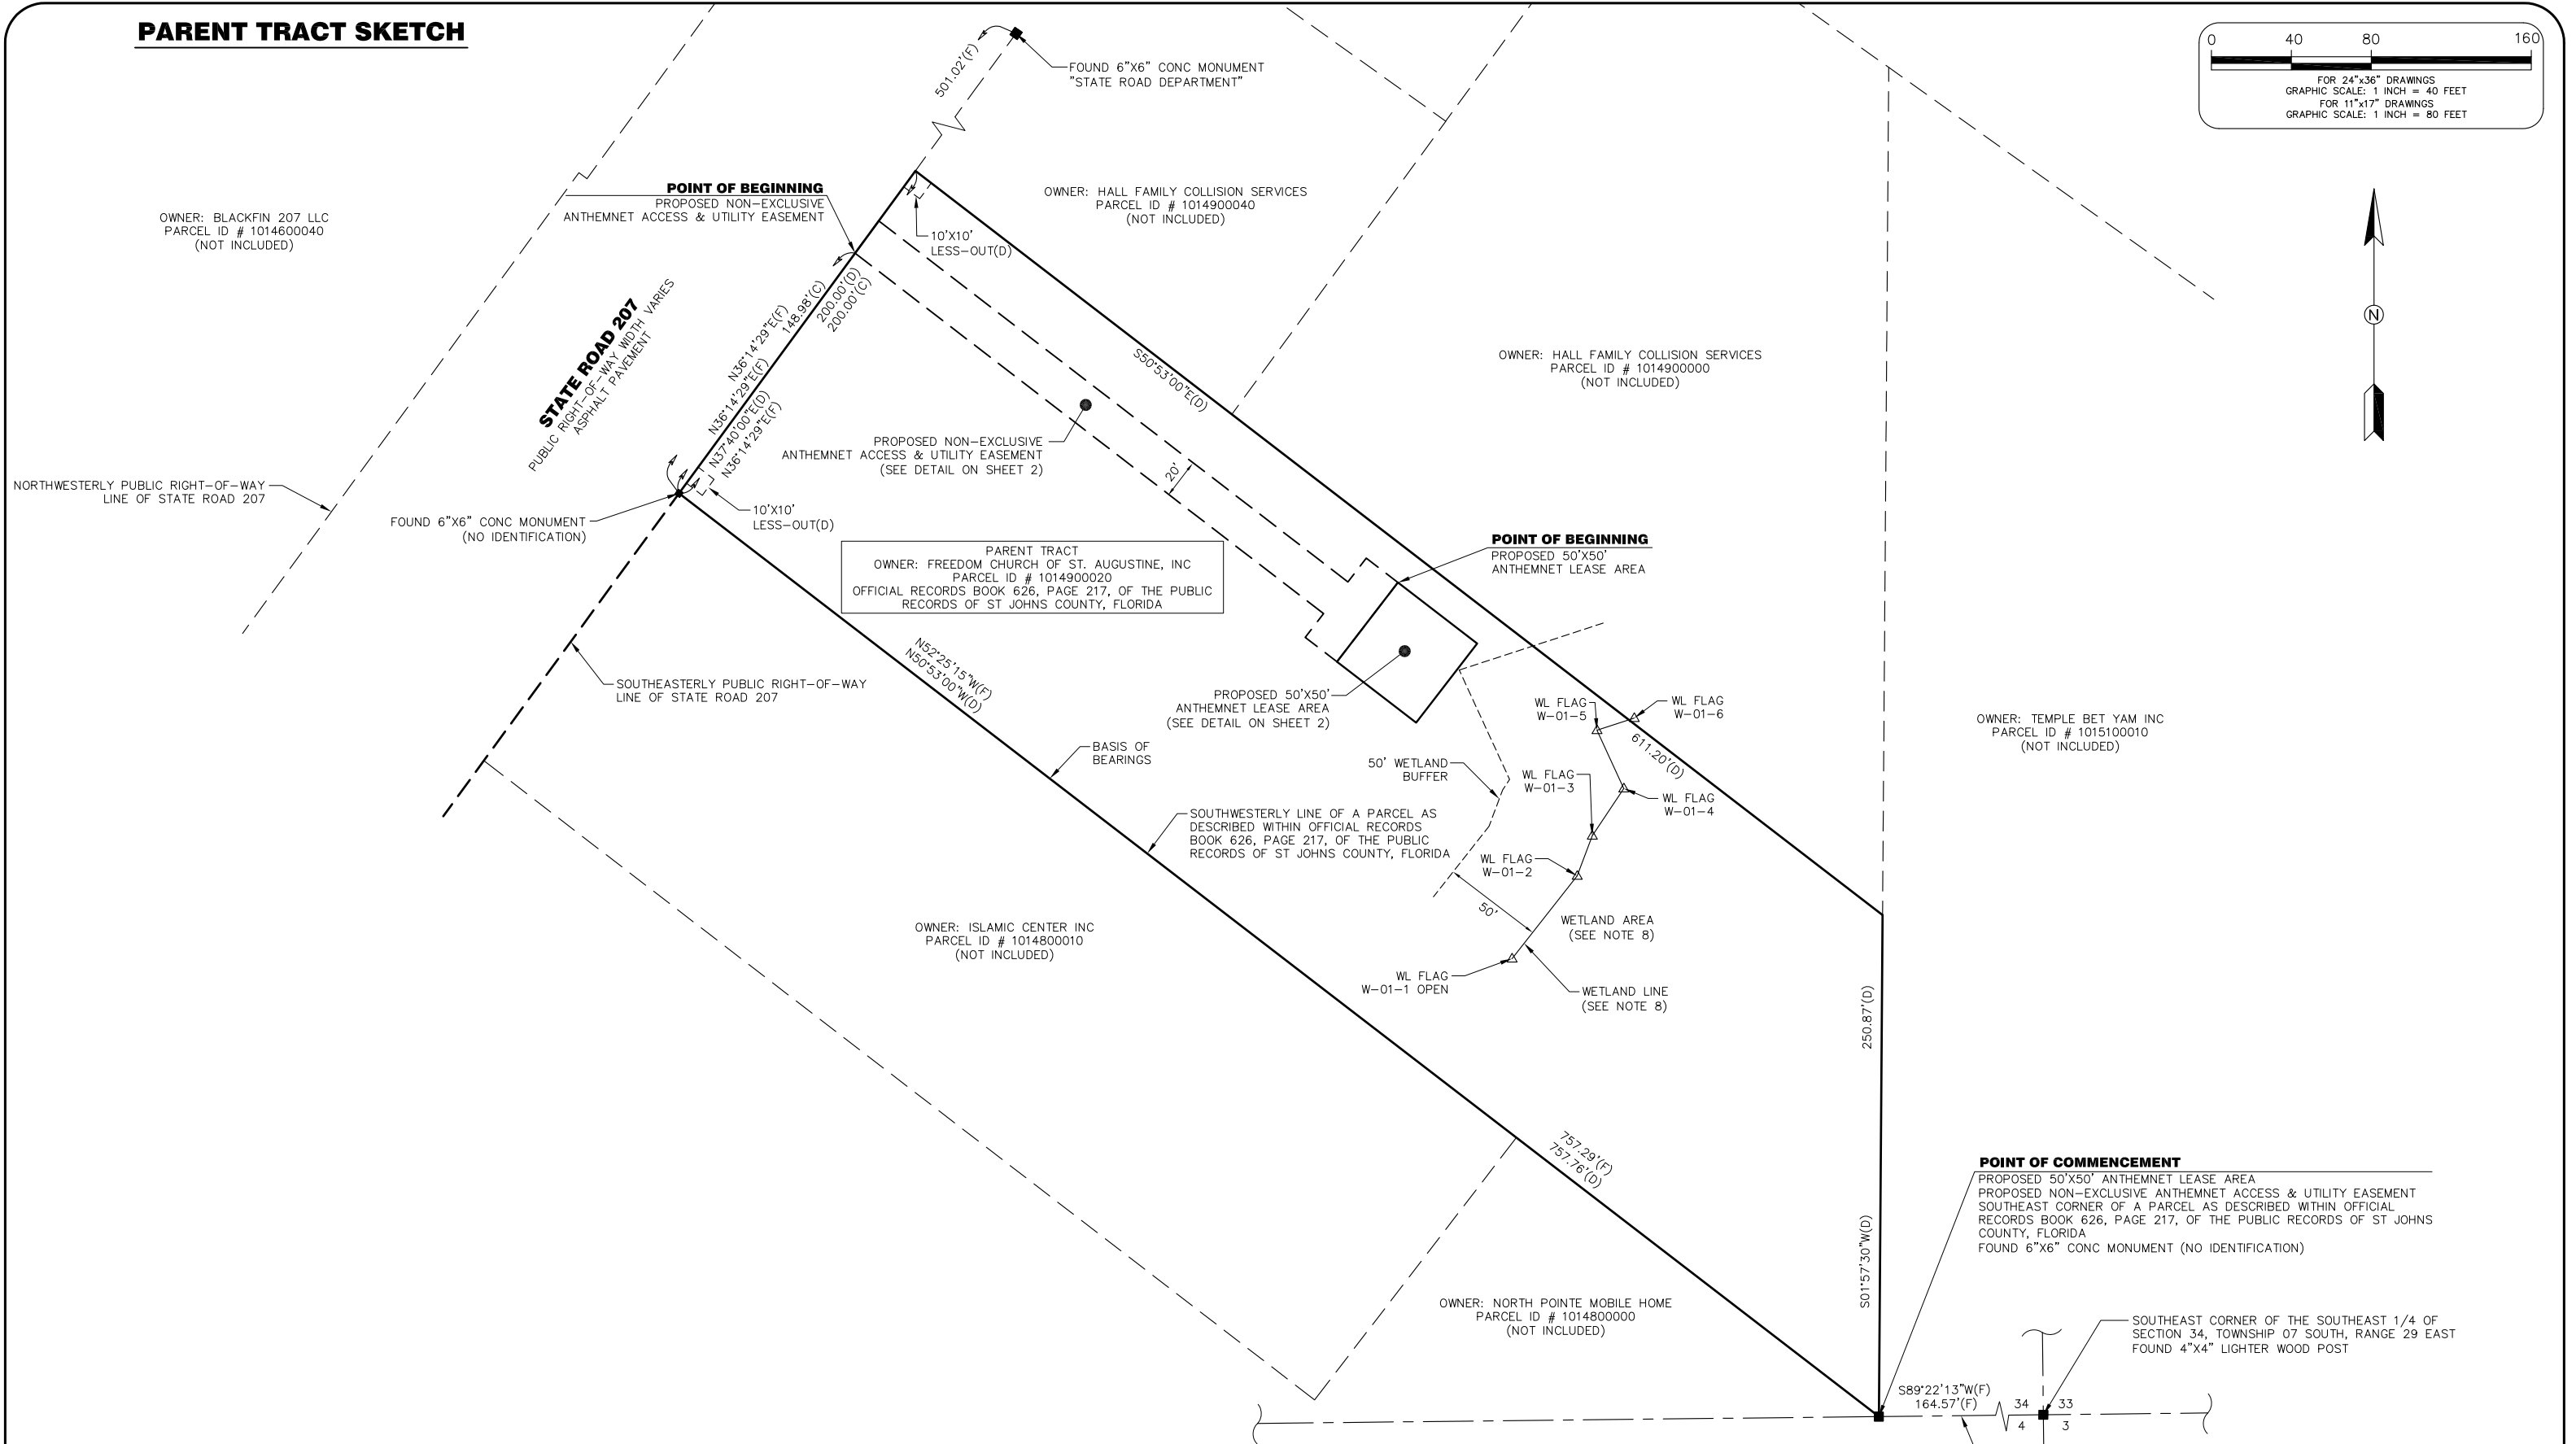 PARENT TRACT SKETCH
0 40 80 160
FOR 24"x36" DRAWINGS
GRAPHIC SCALE: 1 INCH = 40 FEET
FOR 11"x17" DRAWINGS
GRAPHIC SCALE: 1 INCH = 80 FEET
N
501.02'(F)
FOUND 6"X6" CONC MONUMENT
"STATE ROAD DEPARTMENT"
OWNER: BLACKFIN 207 LLC
PARCEL ID # 1014600040
(NOT INCLUDED)
POINT OF BEGINNING
PROPOSED NON-EXCLUSIVE
ANTHEMNET ACCESS & UTILITY EASEMENT
OWNER: HALL FAMILY COLLISION SERVICES
PARCEL ID # 1014900040
(NOT INCLUDED)
10'X10'
LESS-OUT(D)
STATE ROAD 207
PUBLIC RIGHT-OF-WAY WIDTH VARIES
ASPHALT PAVEMENT
N36°14'29"E(F)
148.98'(C)
N36°14'29"E(F)
200.00'(D)
200.00'(C)
N37°40'00"E(D)
N36°14'29"E(F)
S50°53'00"E(D)
OWNER: HALL FAMILY COLLISION SERVICES
PARCEL ID # 1014900000
(NOT INCLUDED)
PROPOSED NON-EXCLUSIVE
ANTHEMNET ACCESS & UTILITY EASEMENT
(SEE DETAIL ON SHEET 2)
20'
NORTHWESTERLY PUBLIC RIGHT-OF-WAY
LINE OF STATE ROAD 207
FOUND 6"X6" CONC MONUMENT
(NO IDENTIFICATION)
10'X10'
LESS-OUT(D)
POINT OF BEGINNING
PROPOSED 50'X50'
ANTHEMNET LEASE AREA
PARENT TRACT
OWNER: FREEDOM CHURCH OF ST. AUGUSTINE, INC
PARCEL ID # 1014900020
OFFICIAL RECORDS BOOK 626, PAGE 217, OF THE PUBLIC
RECORDS OF ST JOHNS COUNTY, FLORIDA
N52°25'15"W(F)
N50°53'00"W(D)
SOUTHEASTERLY PUBLIC RIGHT-OF-WAY
LINE OF STATE ROAD 207
PROPOSED 50'X50'
ANTHEMNET LEASE AREA
(SEE DETAIL ON SHEET 2)
WL FLAG
W-01-5
WL FLAG
W-01-6
611.20'(D)
OWNER: TEMPLE BET YAM INC
PARCEL ID # 1015100010
(NOT INCLUDED)
BASIS OF
BEARINGS
50' WETLAND
BUFFER
WL FLAG
W-01-3
WL FLAG
W-01-4
SOUTHWESTERLY LINE OF A PARCEL AS
DESCRIBED WITHIN OFFICIAL RECORDS
BOOK 626, PAGE 217, OF THE PUBLIC
RECORDS OF ST JOHNS COUNTY, FLORIDA
WL FLAG
W-01-2
50'
WETLAND AREA
(SEE NOTE 8)
OWNER: ISLAMIC CENTER INC
PARCEL ID # 1014800010
(NOT INCLUDED)
WL FLAG
W-01-1 OPEN
WETLAND LINE
(SEE NOTE 8)
250.87'(D)
S01°57'30"W(D)
757.29'(F)
757.76'(D)
POINT OF COMMENCEMENT
PROPOSED 50'X50' ANTHEMNET LEASE AREA
PROPOSED NON-EXCLUSIVE ANTHEMNET ACCESS & UTILITY EASEMENT
SOUTHEAST CORNER OF A PARCEL AS DESCRIBED WITHIN OFFICIAL
RECORDS BOOK 626, PAGE 217, OF THE PUBLIC RECORDS OF ST JOHNS
COUNTY, FLORIDA
FOUND 6"X6" CONC MONUMENT (NO IDENTIFICATION)
OWNER: NORTH POINTE MOBILE HOME
PARCEL ID # 1014800000
(NOT INCLUDED)
SOUTHEAST CORNER OF THE SOUTHEAST 1/4 OF
SECTION 34, TOWNSHIP 07 SOUTH, RANGE 29 EAST
FOUND 4"X4" LIGHTER WOOD POST
S89°22'13"W(F)
164.57'(F)
34 33
4 3